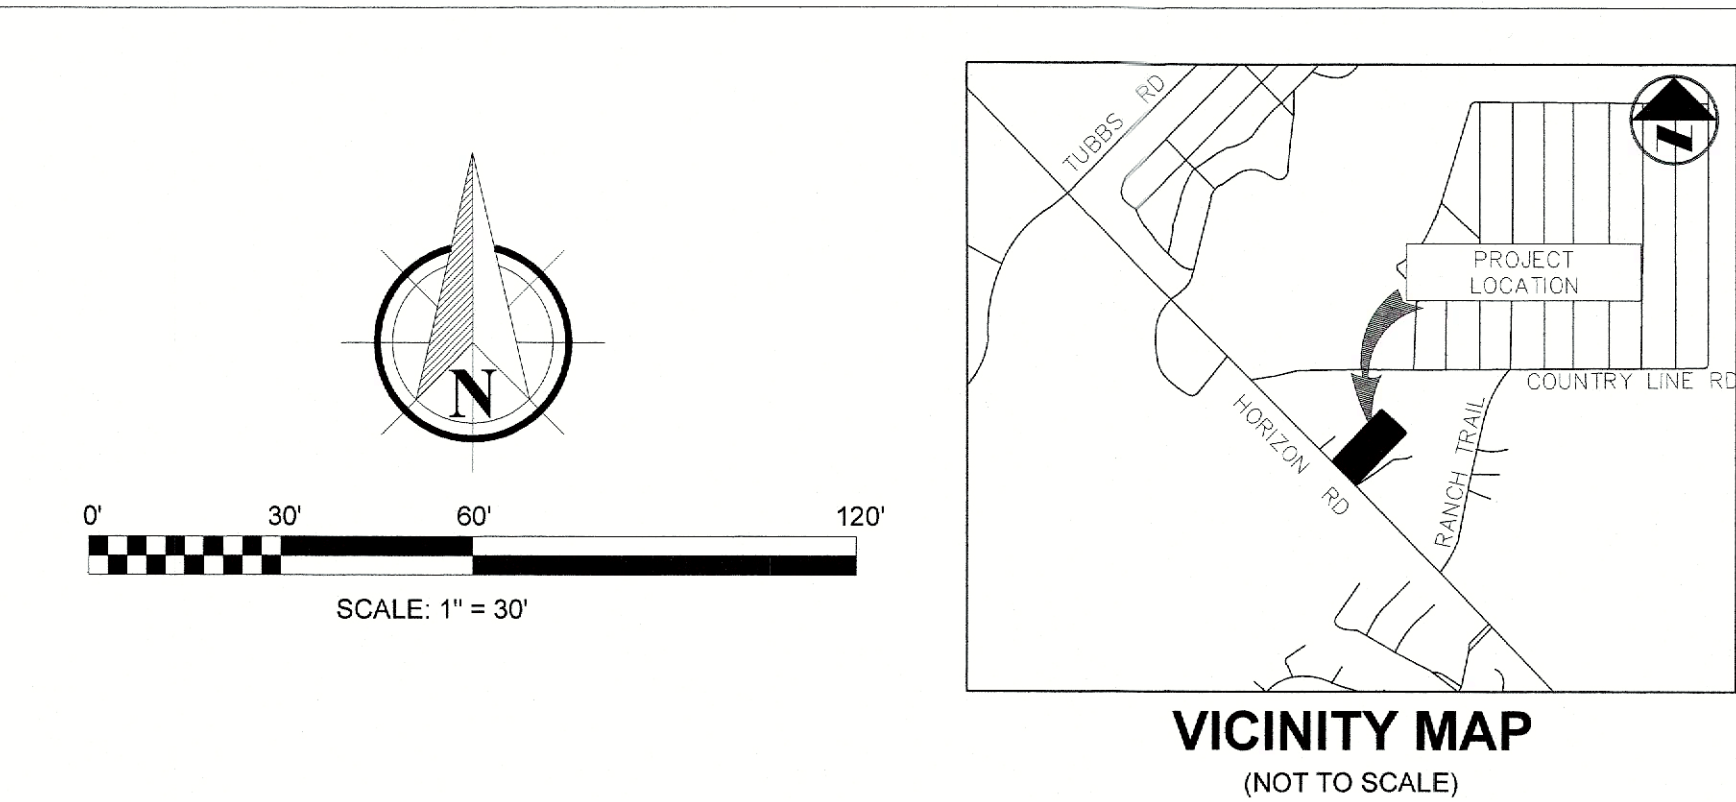 N
0' 30' 60' 120'
SCALE: 1" = 30'
TUBBS RD
N
PROJECT
LOCATION
COUNTRY LINE RD
HORIZON RD
RANCH TRAIL
VICINITY MAP
(NOT TO SCALE)